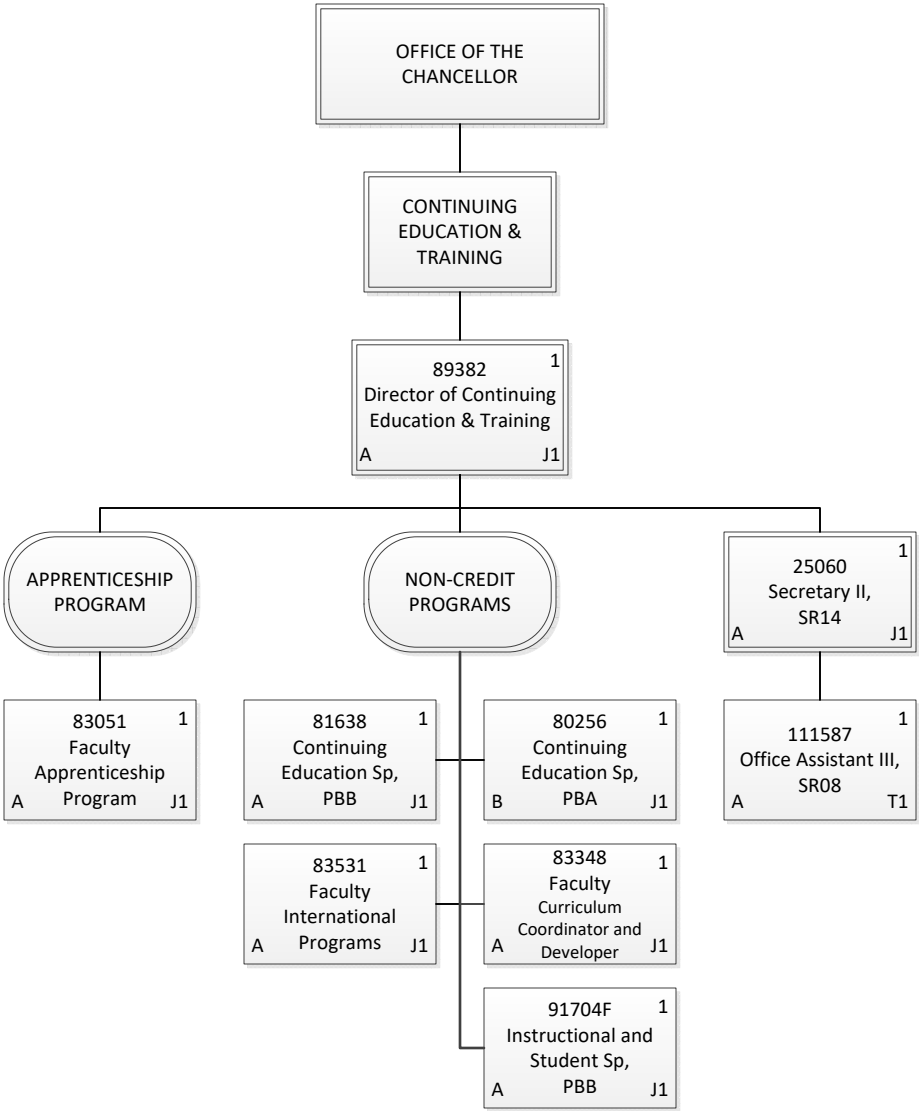 OFFICE OF THE
CHANCELLOR
CONTINUING
EDUCATION &
TRAINING
1
89382
Director of Continuing
Education & Training
A J1
APPRENTICESHIP
PROGRAM
NON-CREDIT
PROGRAMS
1
25060
Secretary II,
SR14
A J1
83051 1
Faculty
Apprenticeship
Program
A J1
81638 1
Continuing
Education Sp,
PBB
A J1
80256 1
Continuing
Education Sp,
PBA
B J1
1
111587
Office Assistant III,
SR08
A T1
83531 1
Faculty
International
Programs
A J1
83348 1
Faculty
Curriculum
Coordinator and
Developer
A J1
91704F 1
Instructional and
Student Sp,
PBB
A J1